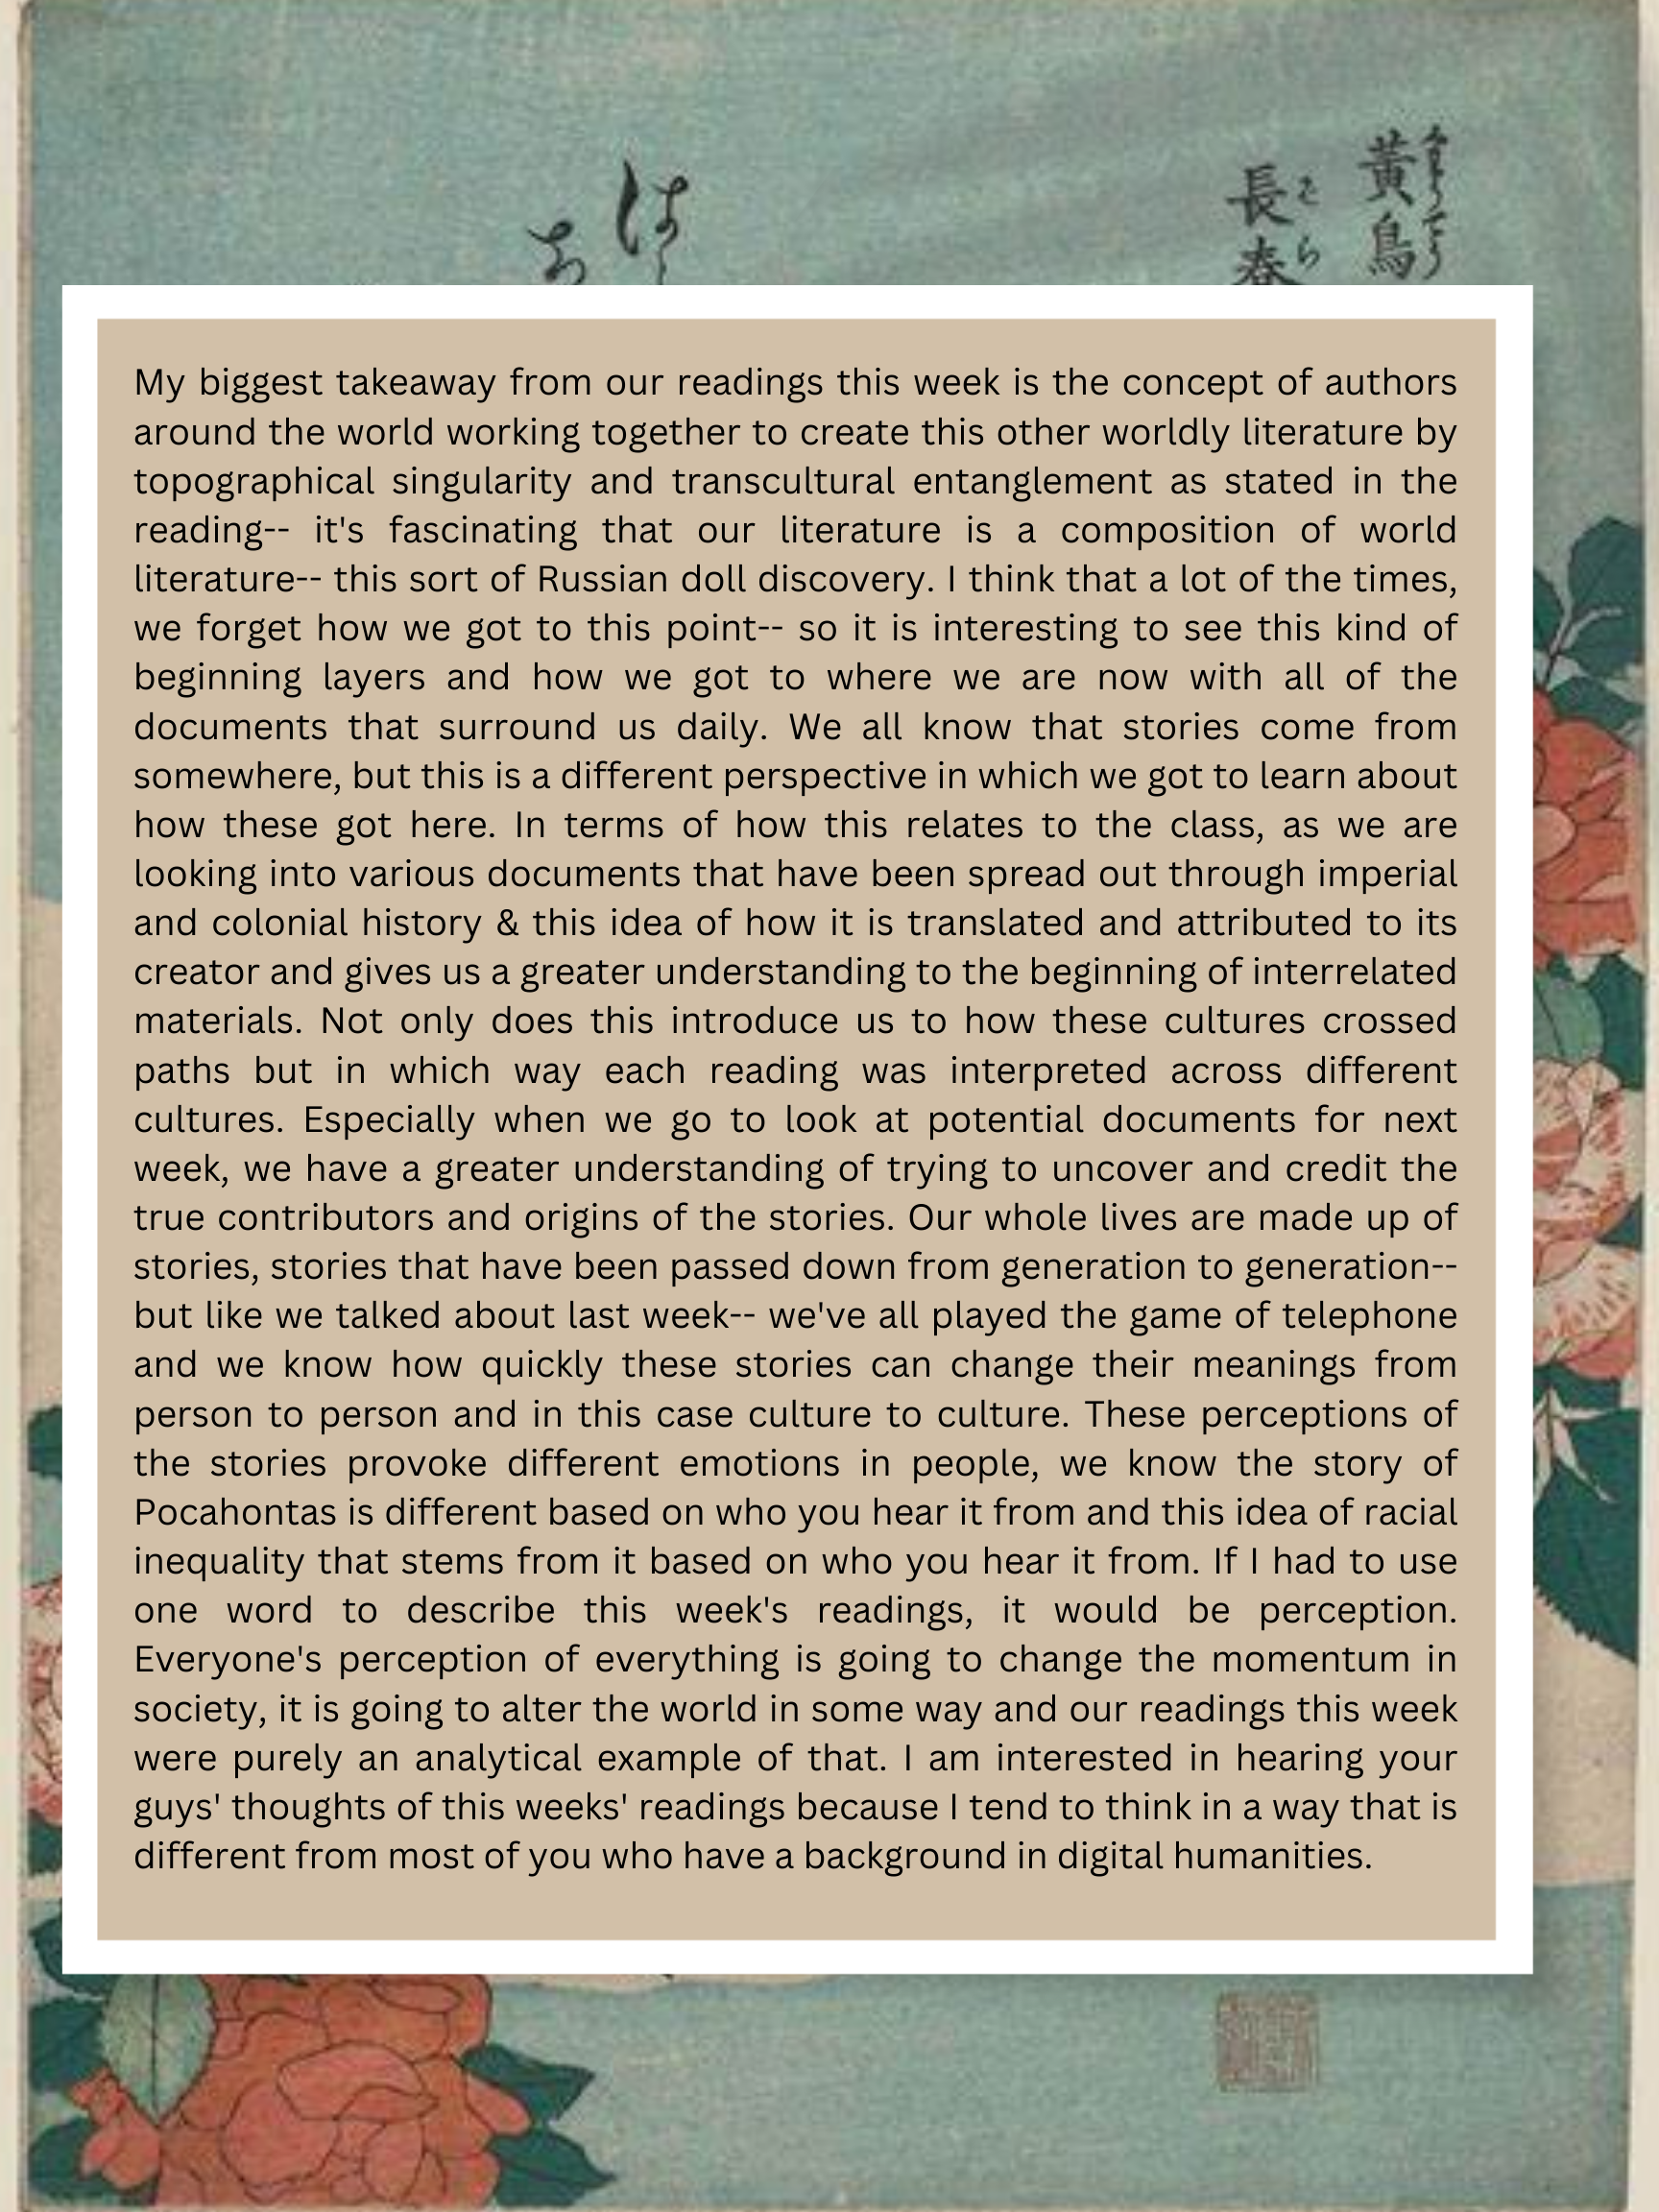 黄鳥
長春
はし
お
My biggest takeaway from our readings this week is the concept of authors
around the world working together to create this other worldly literature by
topographical singularity and transcultural entanglement as stated in the
reading-- it's fascinating that our literature is a composition of world
literature-- this sort of Russian doll discovery. I think that a lot of the times,
we forget how we got to this point-- so it is interesting to see this kind of
beginning layers and how we got to where we are now with all of the
documents that surround us daily. We all know that stories come from
somewhere, but this is a different perspective in which we got to learn about
how these got here. In terms of how this relates to the class, as we are
looking into various documents that have been spread out through imperial
and colonial history & this idea of how it is translated and attributed to its
creator and gives us a greater understanding to the beginning of interrelated
materials. Not only does this introduce us to how these cultures crossed
paths but in which way each reading was interpreted across different
cultures. Especially when we go to look at potential documents for next
week, we have a greater understanding of trying to uncover and credit the
true contributors and origins of the stories. Our whole lives are made up of
stories, stories that have been passed down from generation to generation--
but like we talked about last week-- we've all played the game of telephone
and we know how quickly these stories can change their meanings from
person to person and in this case culture to culture. These perceptions of
the stories provoke different emotions in people, we know the story of
Pocahontas is different based on who you hear it from and this idea of racial
inequality that stems from it based on who you hear it from. If I had to use
one word to describe this week's readings, it would be perception.
Everyone's perception of everything is going to change the momentum in
society, it is going to alter the world in some way and our readings this week
were purely an analytical example of that. I am interested in hearing your
guys' thoughts of this weeks' readings because I tend to think in a way that is
different from most of you who have a background in digital humanities.